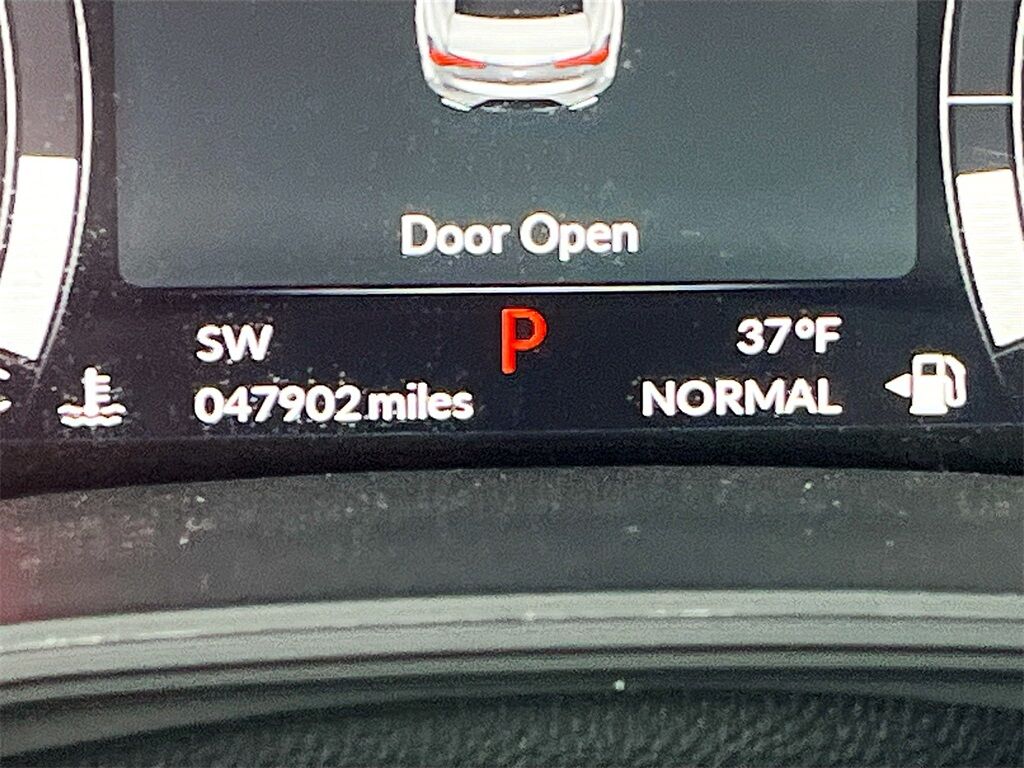 Door Open
SW
P
37°F
047902 miles
NORMAL